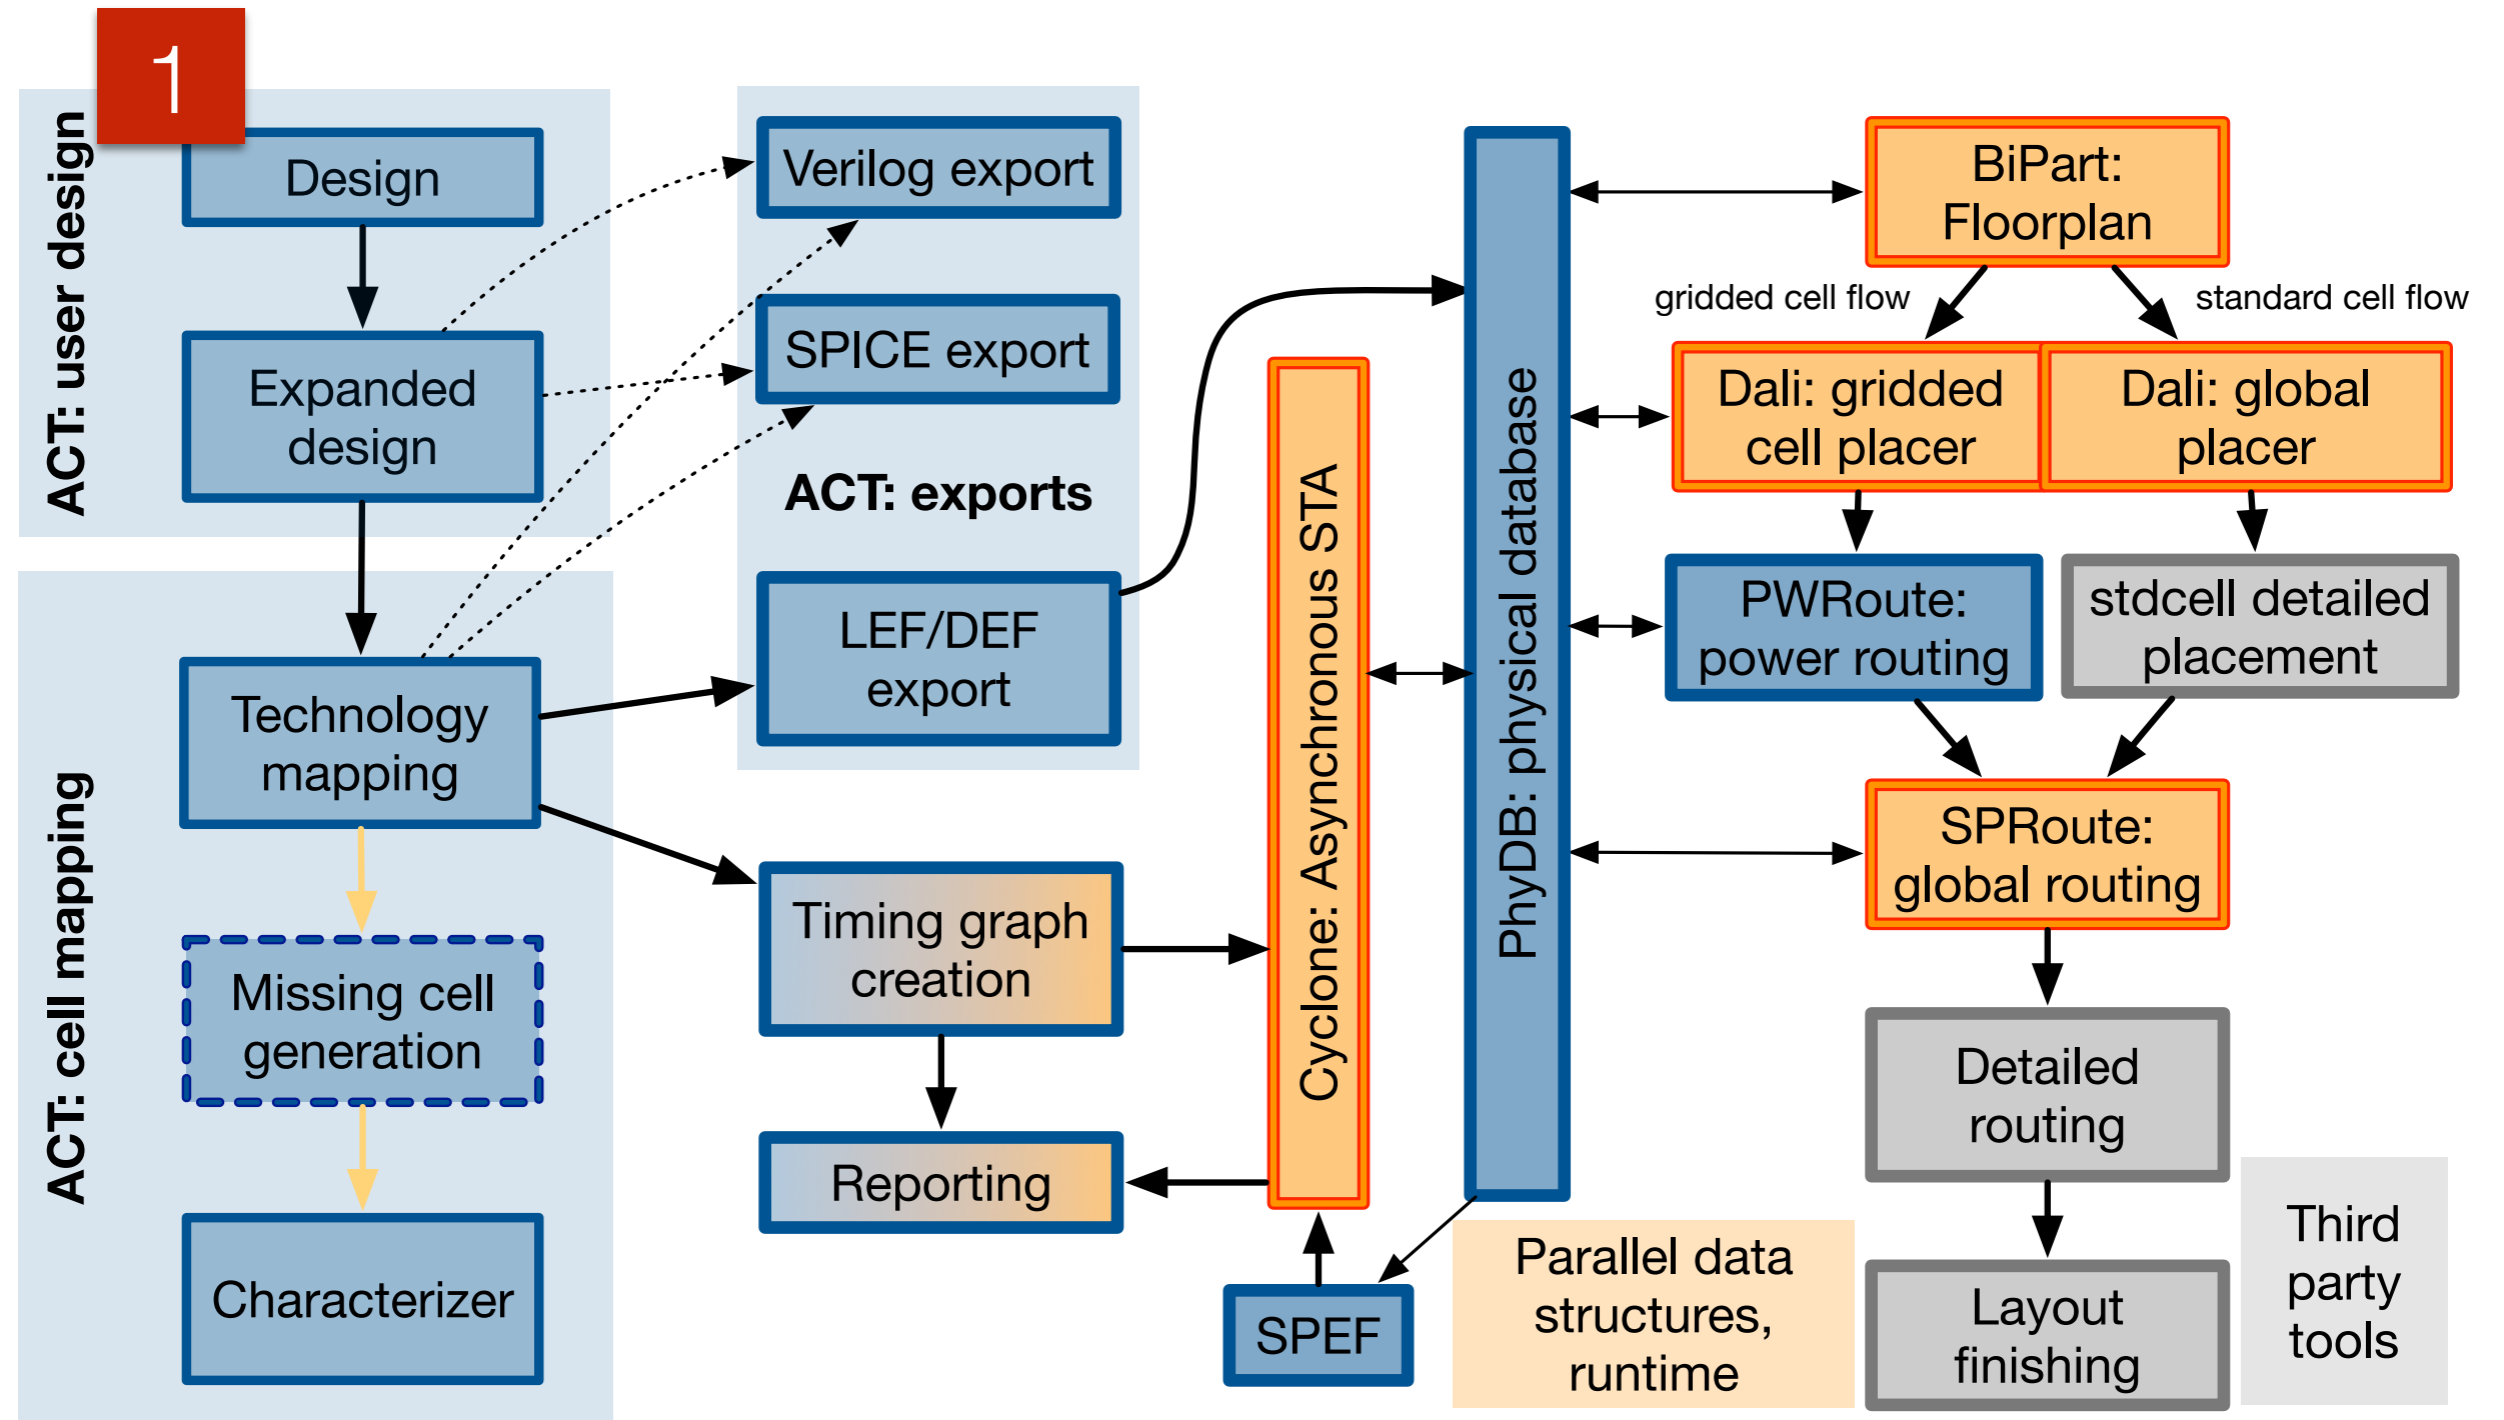 1
ACT: user design
Design
Expanded
design
ACT: cell mapping
Technology
mapping
Missing cell
generation
Characterizer
Verilog export
SPICE export
ACT: exports
LEF/DEF
export
Timing graph
creation
Reporting
Cyclone: Asynchronous STA
SPEF
PhyDB: physical database
BiPart:
Floorplan
gridded cell flow
standard cell flow
Dali: gridded
cell placer
Dali: global
placer
PWRoute:
power routing
stdcell detailed
placement
SPRoute:
global routing
Detailed
routing
Layout
finishing
Parallel data
structures,
runtime
Third
party
tools